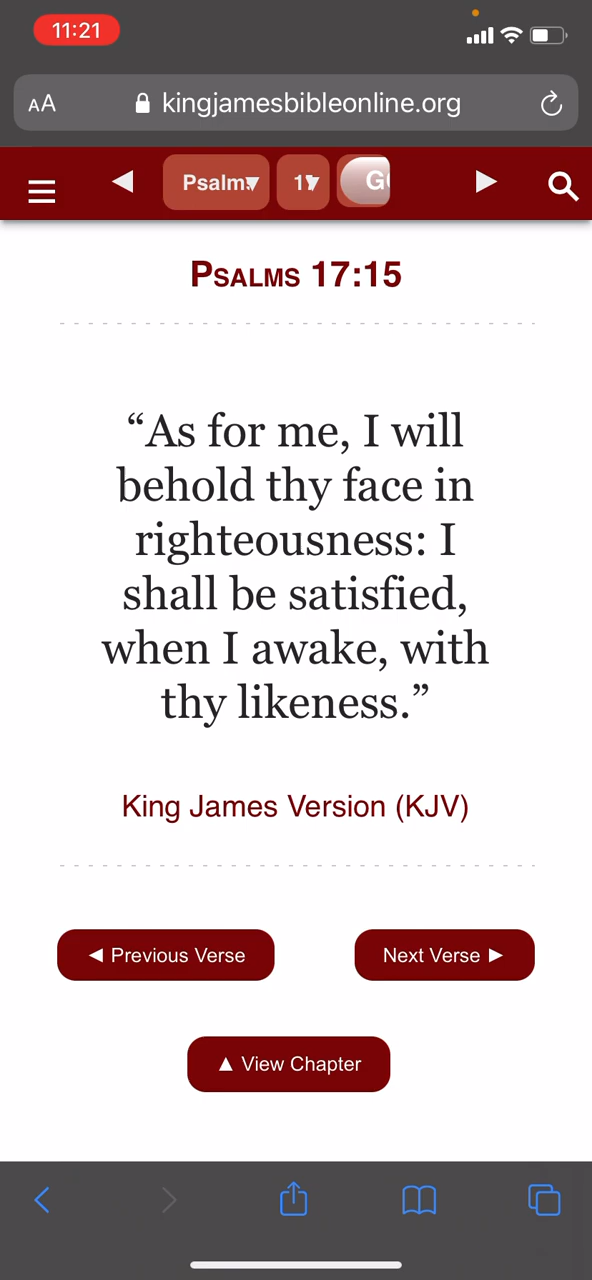 11:21
AA kingjamesbibleonline.org
Psalm
PSALMS 17:15
“As for me, I will
behold thy face in
righteousness: I
shall be satisfied,
when I awake, with
thy likeness.”
King James Version (KJV)
◄ Previous Verse
Next Verse ►
▲ View Chapter